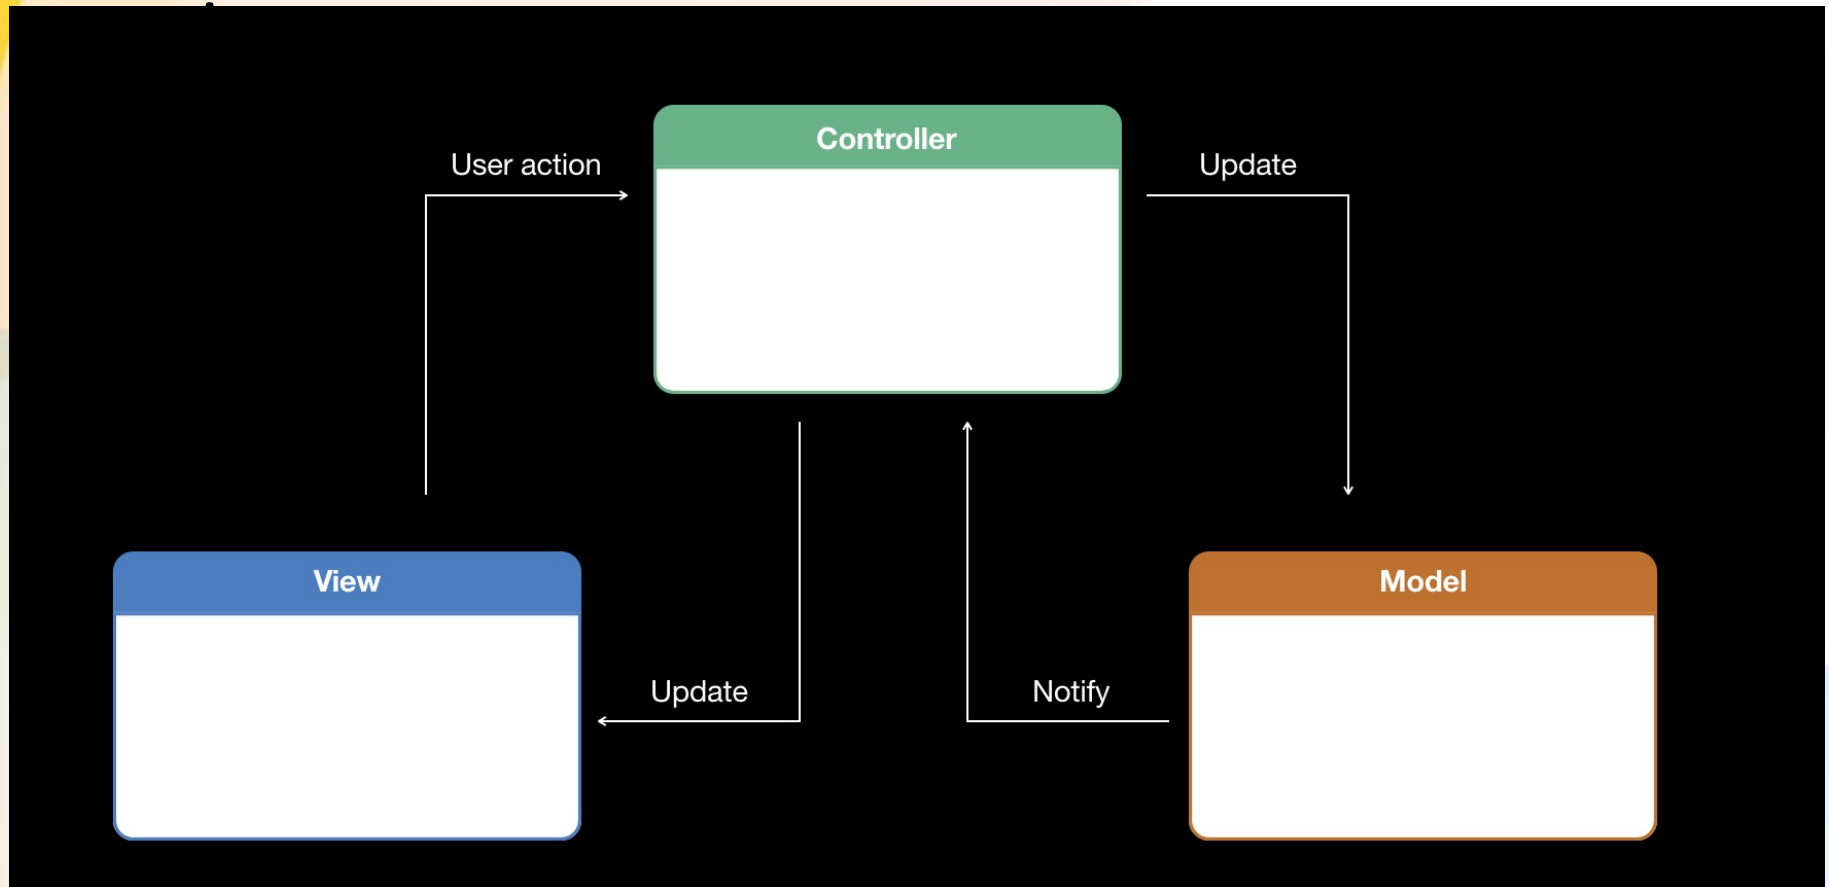 Controller
User action
Update
View
Model
Update
Notify